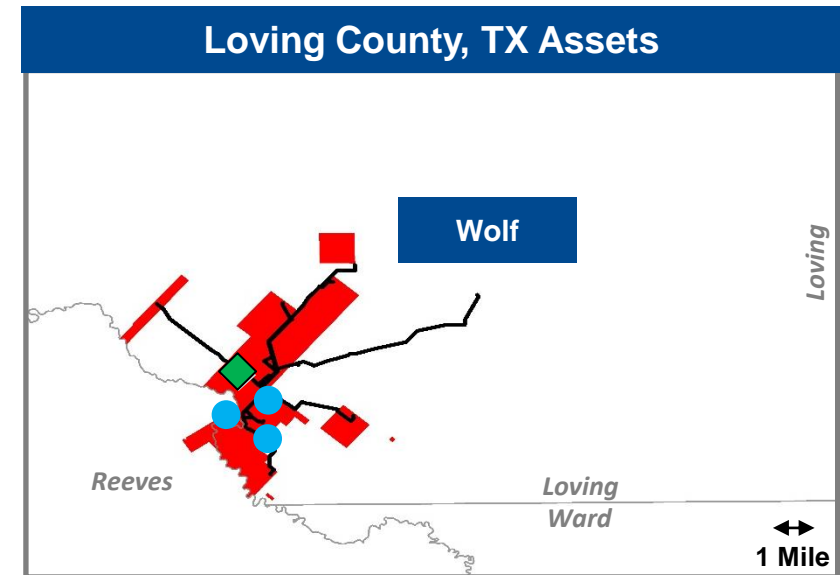 Loving County, TX Assets
Wolf
Loving
Reeves
Loving
Ward
1 Mile